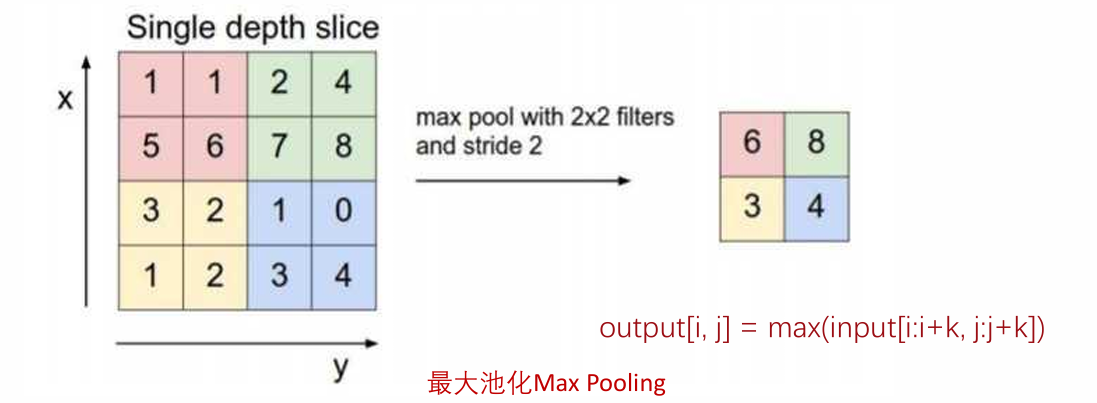 Single depth slice
x
1 1 2 4
5 6 7 8
3 2 1 0
1 2 3 4
y
max pool with 2x2 filters
and stride 2
6 8
3 4
output[i, j] = max(input[i:i+k, j:j+k])
最大池化Max Pooling